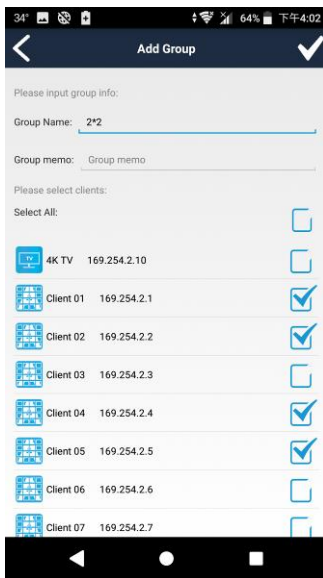 34° 64% 下午4:02
Add Group
Please input group info:
Group Name: 2*2
Group memo: Group memo
Please select clients:
Select All:
TV 4K TV 169.254.2.10
Client 01 169.254.2.1
Client 02 169.254.2.2
Client 03 169.254.2.3
Client 04 169.254.2.4
Client 05 169.254.2.5
Client 06 169.254.2.6
Client 07 169.254.2.7